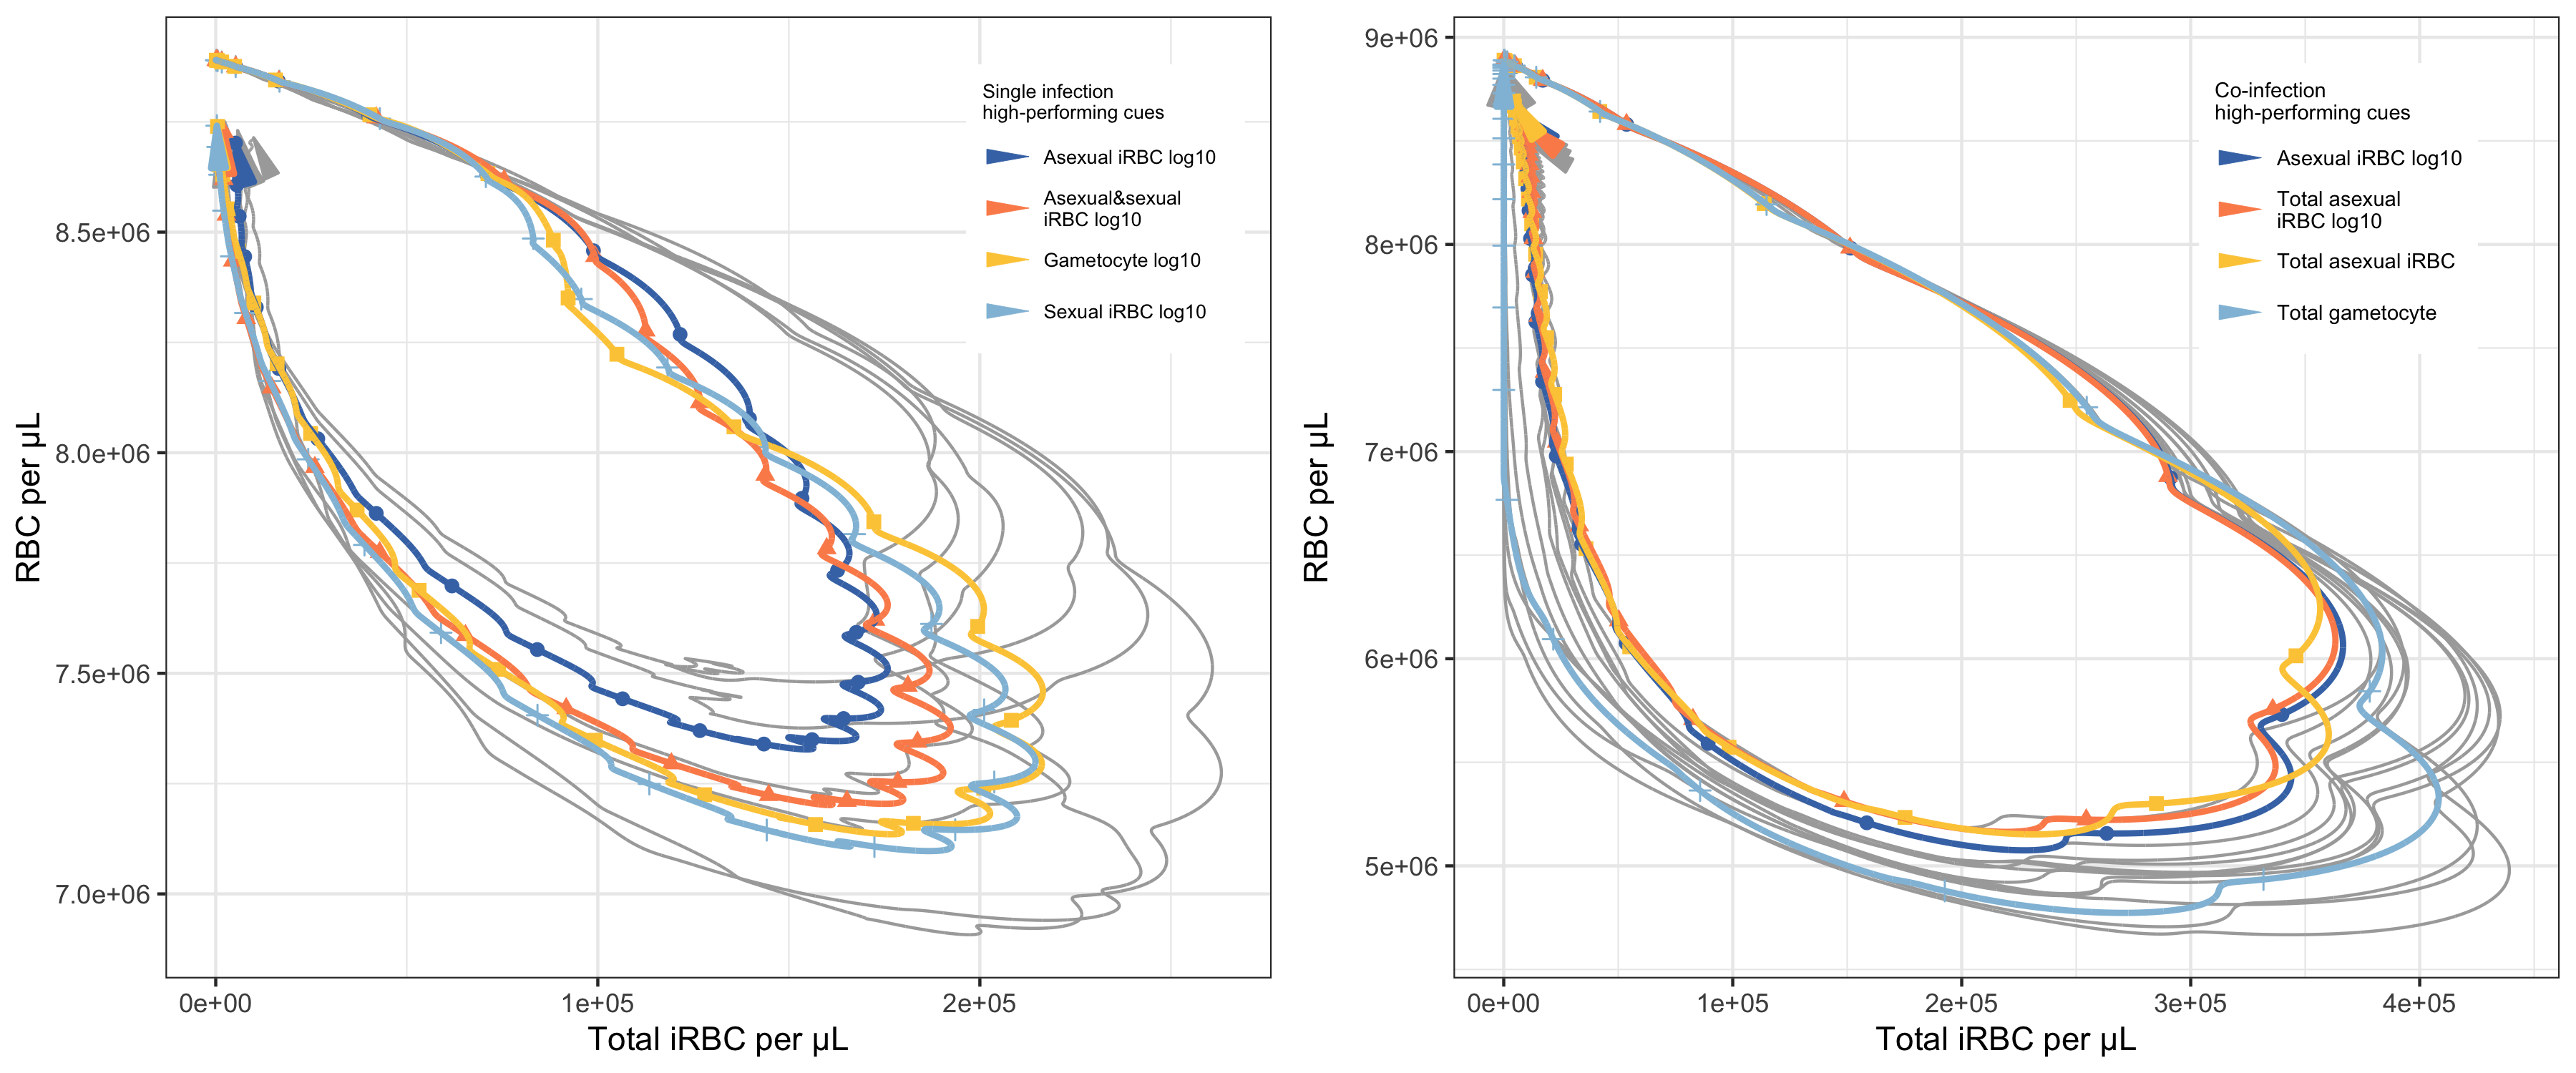 RBC per µL
8.5e+06
8.0e+06
7.5e+06
7.0e+06
0e+00
1e+05
2e+05
Total iRBC per µL
Single infection
high-performing cues
Asexual iRBC log10
Asexual&sexual
iRBC log10
Gametocyte log10
Sexual iRBC log10
RBC per µL
9e+06
8e+06
7e+06
6e+06
5e+06
0e+00
1e+05
2e+05
3e+05
4e+05
Total iRBC per µL
Co-infection
high-performing cues
Asexual iRBC log10
Total asexual
iRBC log10
Total asexual iRBC
Total gametocyte